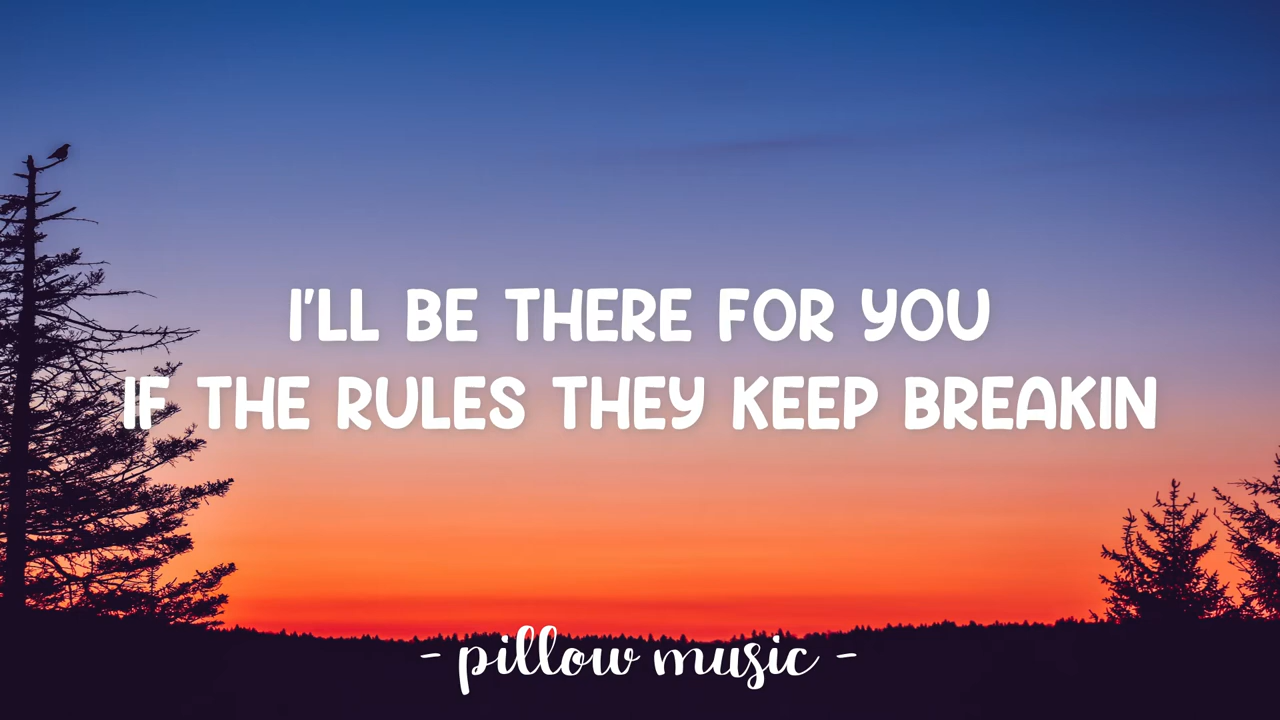 I'LL BE THERE FOR YOU
IF THE RULES THEY KEEP BREAKIN
- pillow music -